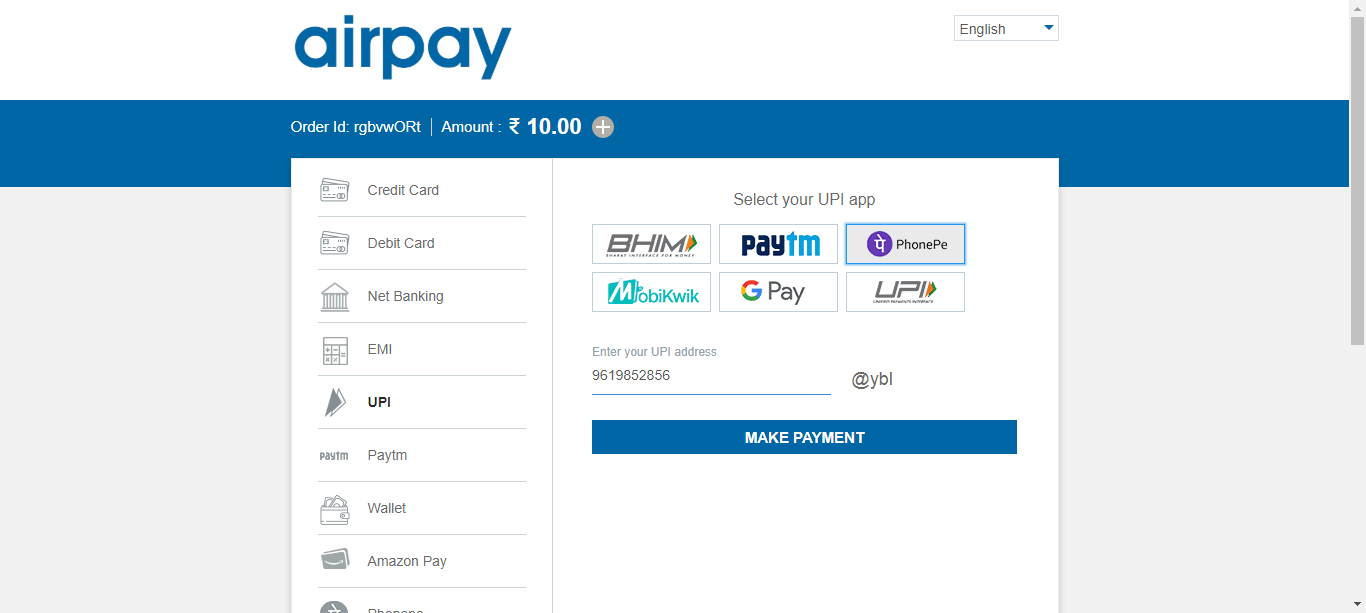 airpay
English
Order Id: rgbvwORt Amount : ₹ 10.00
Credit Card
Debit Card
Net Banking
EMI
UPI
Paytm
Paytm
Wallet
Amazon Pay
Phonepe
Select your UPI app
BHIM
BHARAT INTERFACE FOR MONEY
Paytm
पे PhonePe
MobiKwik
G Pay
UPI
UNIFIED PAYMENTS INTERFACE
Enter your UPI address
9619852856 @ybl
MAKE PAYMENT